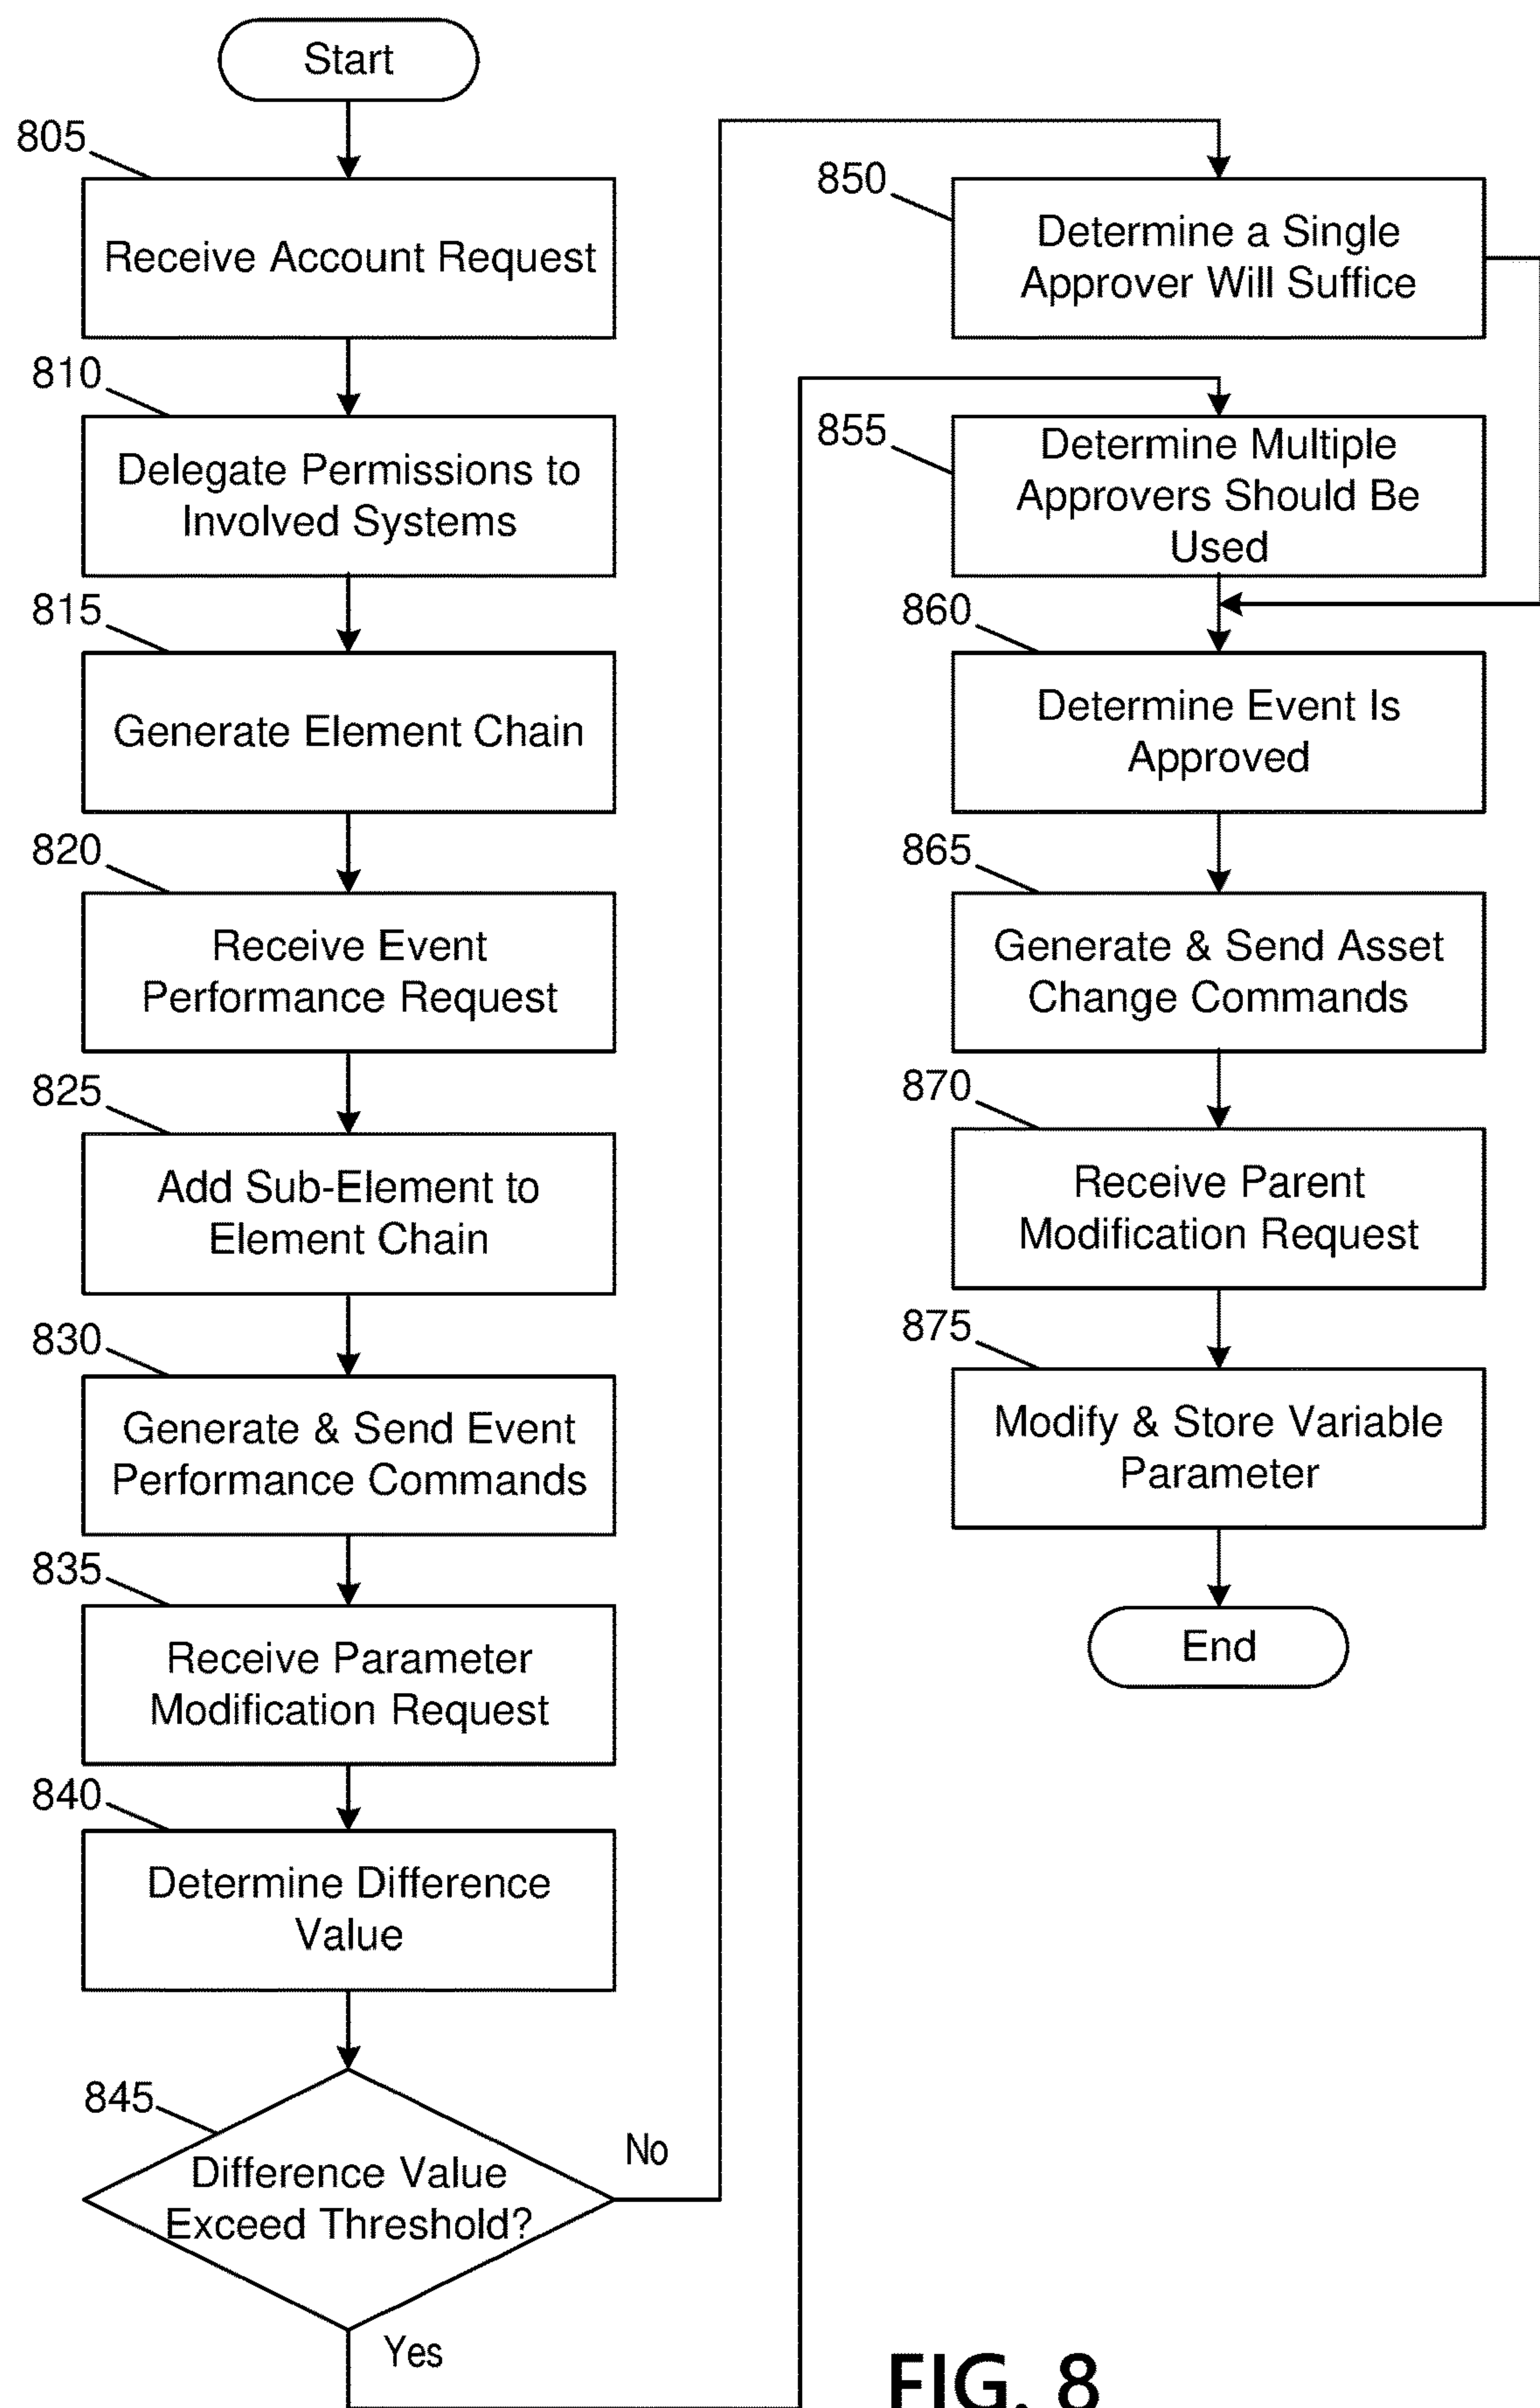 Start
805
Receive Account Request
810
Delegate Permissions to
Involved Systems
815
Generate Element Chain
820
Receive Event
Performance Request
825
Add Sub-Element to
Element Chain
830
Generate & Send Event
Performance Commands
835
Receive Parameter
Modification Request
840
Determine Difference
Value
845
Difference Value
Exceed Threshold?
No
Yes
850
Determine a Single
Approver Will Suffice
855
Determine Multiple
Approvers Should Be
Used
860
Determine Event Is
Approved
865
Generate & Send Asset
Change Commands
870
Receive Parent
Modification Request
875
Modify & Store Variable
Parameter
End
FIG. 8